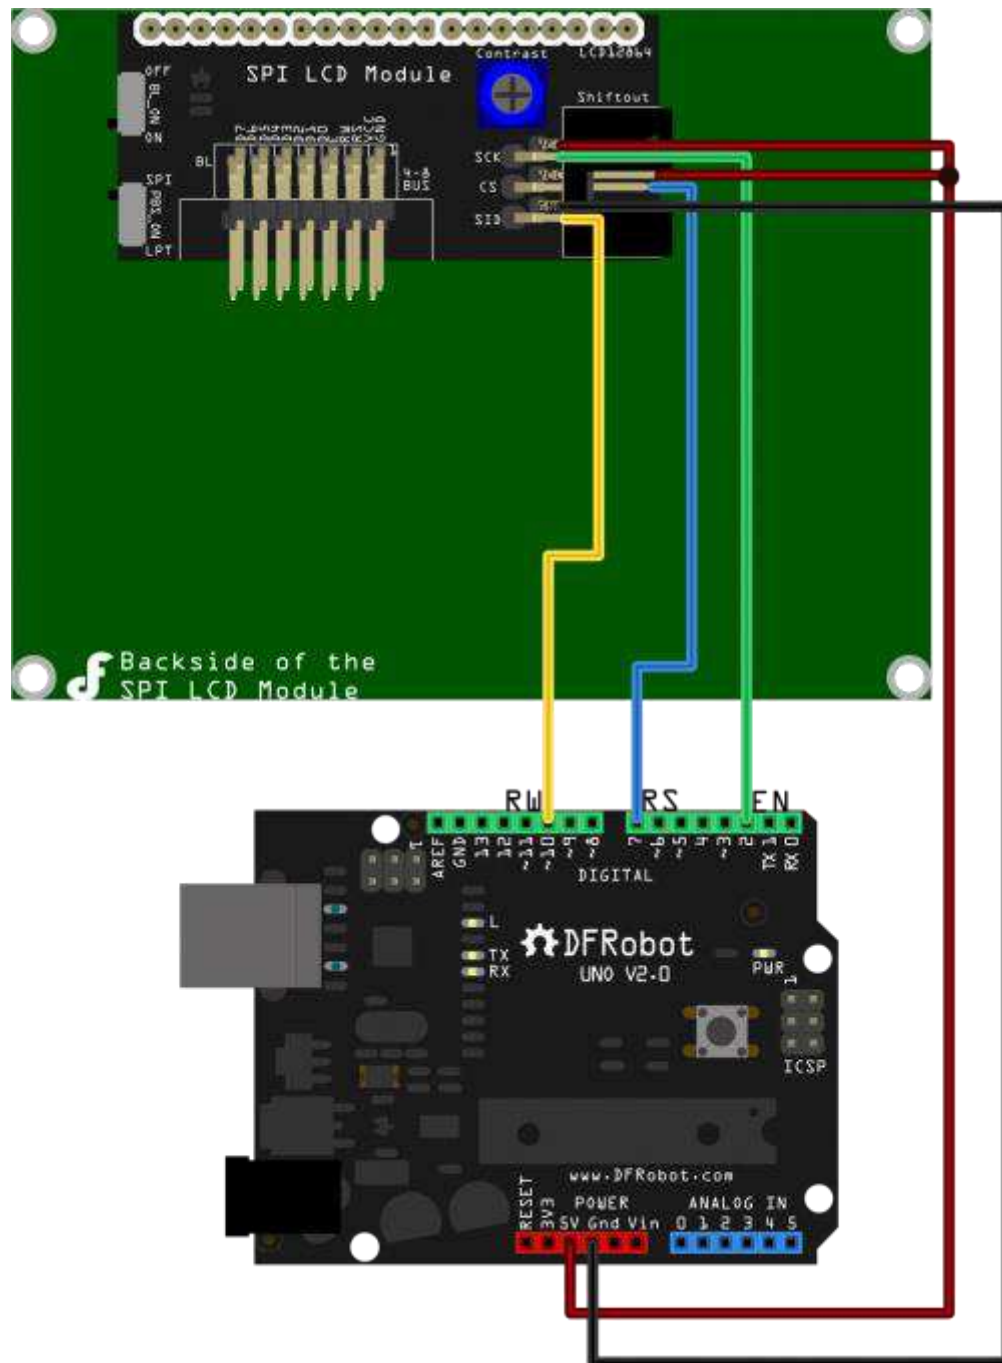 LCD12864
Contrast
SPI LCD Module
OFF
BL_ON
ON
Shiftout
SCK
BL
4-8
BUS
SPI
CS
SID
LPT
Backside of the
SPI LCD Module
RW
RS
EN
AREF
GND
13
12
~11
~10
~9
~8
7
~6
~5
4
~3
2
TX 1
RX 0
1
DIGITAL
L
TX
RX
DFRobot
UNO V2.0
PWR
1
ICSP
www.DFRobot.com
RESET
3V3
POWER
5V Gnd Vin
ANALOG IN
0 1 2 3 4 5